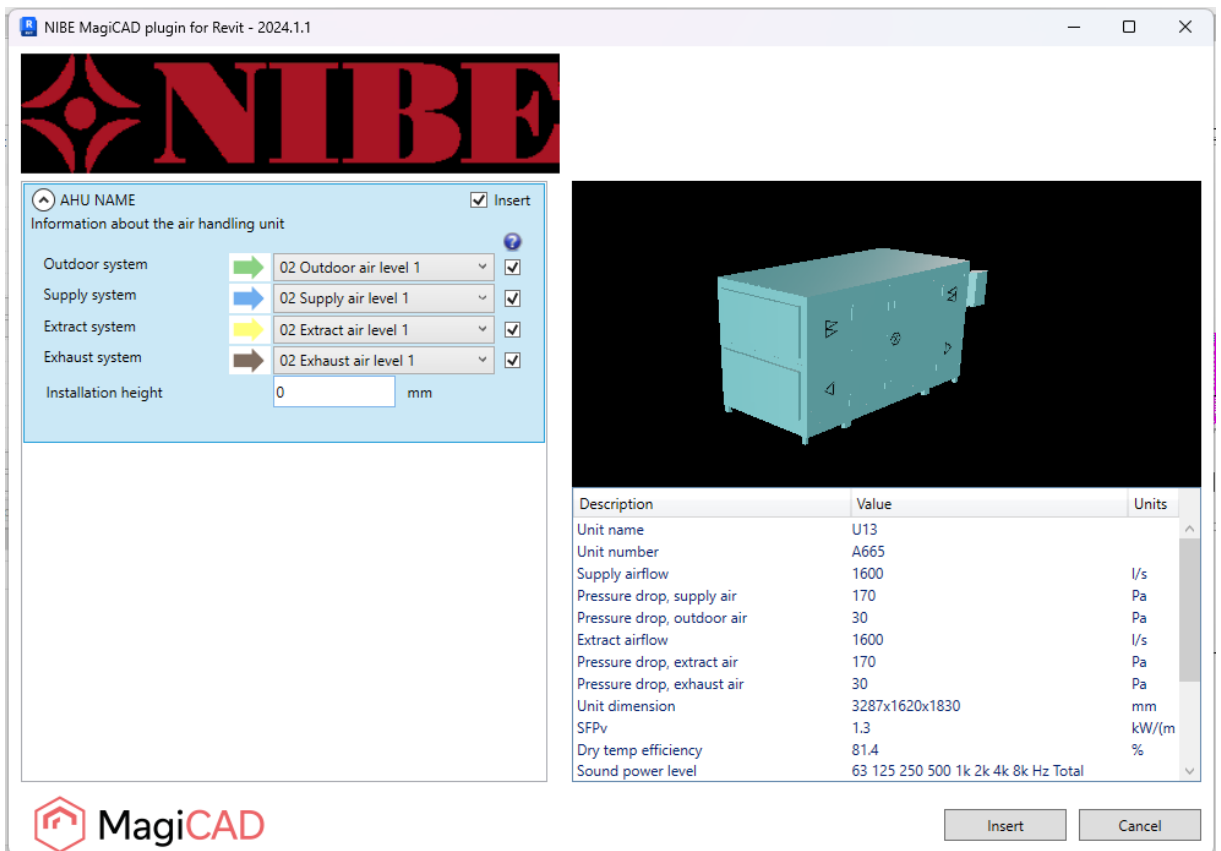 NIBE MagiCAD plugin for Revit - 2024.1.1
NIBE
AHU NAME Insert
Information about the air handling unit
Outdoor system 02 Outdoor air level 1
Supply system 02 Supply air level 1
Extract system 02 Extract air level 1
Exhaust system 02 Exhaust air level 1
Installation height 0 mm
Description Value Units
Unit name U13
Unit number A665
Supply airflow 1600 l/s
Pressure drop, supply air 170 Pa
Pressure drop, outdoor air 30 Pa
Extract airflow 1600 l/s
Pressure drop, extract air 170 Pa
Pressure drop, exhaust air 30 Pa
Unit dimension 3287x1620x1830 mm
SFPv 1.3 kW/(m
Dry temp efficiency 81.4 %
Sound power level 63 125 250 500 1k 2k 4k 8k Hz Total
MagiCAD
Insert Cancel